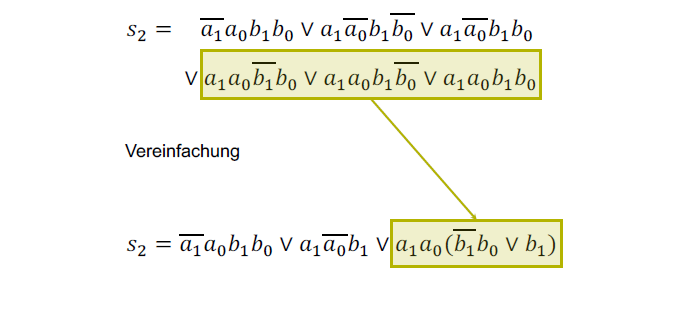 s₂ = a̅₁a₀b₁b₀ ∨ a₁a̅₀b₁b̅₀ ∨ a₁a̅₀b₁b₀
∨ a₁a₀b̅₁b₀ ∨ a₁a₀b₁b̅₀ ∨ a₁a₀b₁b₀
Vereinfachung
s₂ = a̅₁a₀b₁b₀ ∨ a₁a̅₀b₁ ∨ a₁a₀(b̅₁b₀ ∨ b₁)